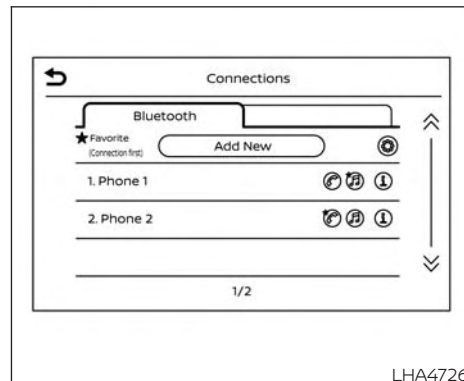 Connections
Bluetooth
★Favorite
(Connection first)
Add New
1. Phone 1
2. Phone 2
1/2
LHA4726